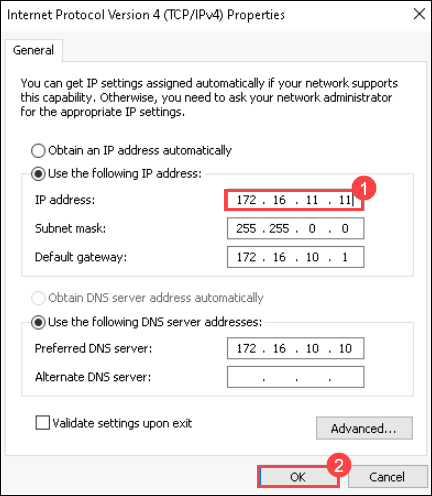 Internet Protocol Version 4 (TCP/IPv4) Properties
General
You can get IP settings assigned automatically if your network supports
this capability. Otherwise, you need to ask your network administrator
for the appropriate IP settings.
Obtain an IP address automatically
Use the following IP address:
1
IP address: 172 . 16 . 11 . 11
Subnet mask: 255 . 255 . 0 . 0
Default gateway: 172 . 16 . 10 . 1
Obtain DNS server address automatically
Use the following DNS server addresses:
Preferred DNS server: 172 . 16 . 10 . 10
Alternate DNS server: . . .
Validate settings upon exit
Advanced...
2
OK Cancel